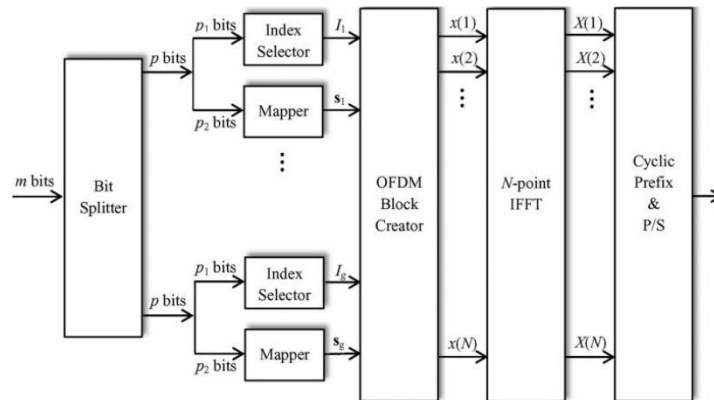 m bits
Bit
Splitter
p bits
p₁ bits
Index
Selector
I₁
p₂ bits
Mapper
s₁
⋮
p bits
p₁ bits
Index
Selector
I_g
p₂ bits
Mapper
s_g
OFDM
Block
Creator
x(1)
x(2)
⋮
x(N)
N-point
IFFT
X(1)
X(2)
⋮
X(N)
Cyclic
Prefix
&
P/S